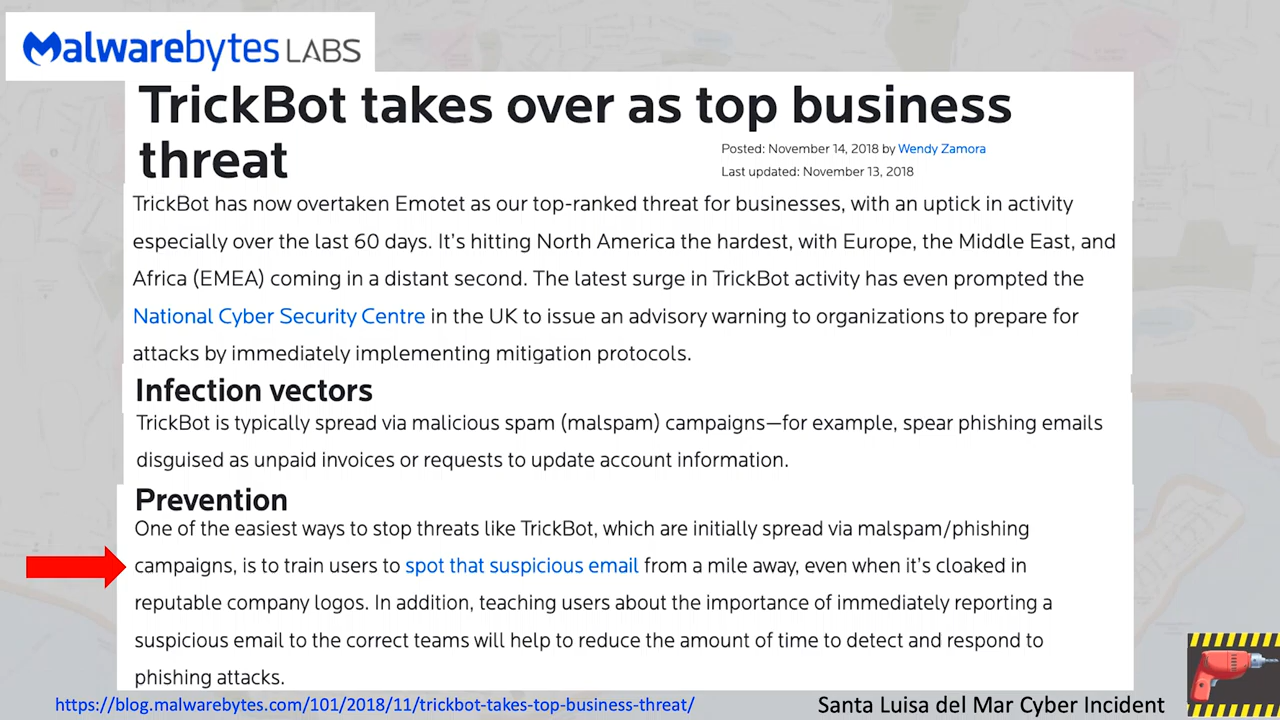 Malwarebytes LABS
TrickBot takes over as top business
threat
Posted: November 14, 2018 by Wendy Zamora
Last updated: November 13, 2018
TrickBot has now overtaken Emotet as our top-ranked threat for businesses, with an uptick in activity
especially over the last 60 days. It’s hitting North America the hardest, with Europe, the Middle East, and
Africa (EMEA) coming in a distant second. The latest surge in TrickBot activity has even prompted the
National Cyber Security Centre in the UK to issue an advisory warning to organizations to prepare for
attacks by immediately implementing mitigation protocols.
Infection vectors
TrickBot is typically spread via malicious spam (malspam) campaigns—for example, spear phishing emails
disguised as unpaid invoices or requests to update account information.
Prevention
One of the easiest ways to stop threats like TrickBot, which are initially spread via malspam/phishing
campaigns, is to train users to spot that suspicious email from a mile away, even when it’s cloaked in
reputable company logos. In addition, teaching users about the importance of immediately reporting a
suspicious email to the correct teams will help to reduce the amount of time to detect and respond to
phishing attacks.
https://blog.malwarebytes.com/101/2018/11/trickbot-takes-top-business-threat/
Santa Luisa del Mar Cyber Incident